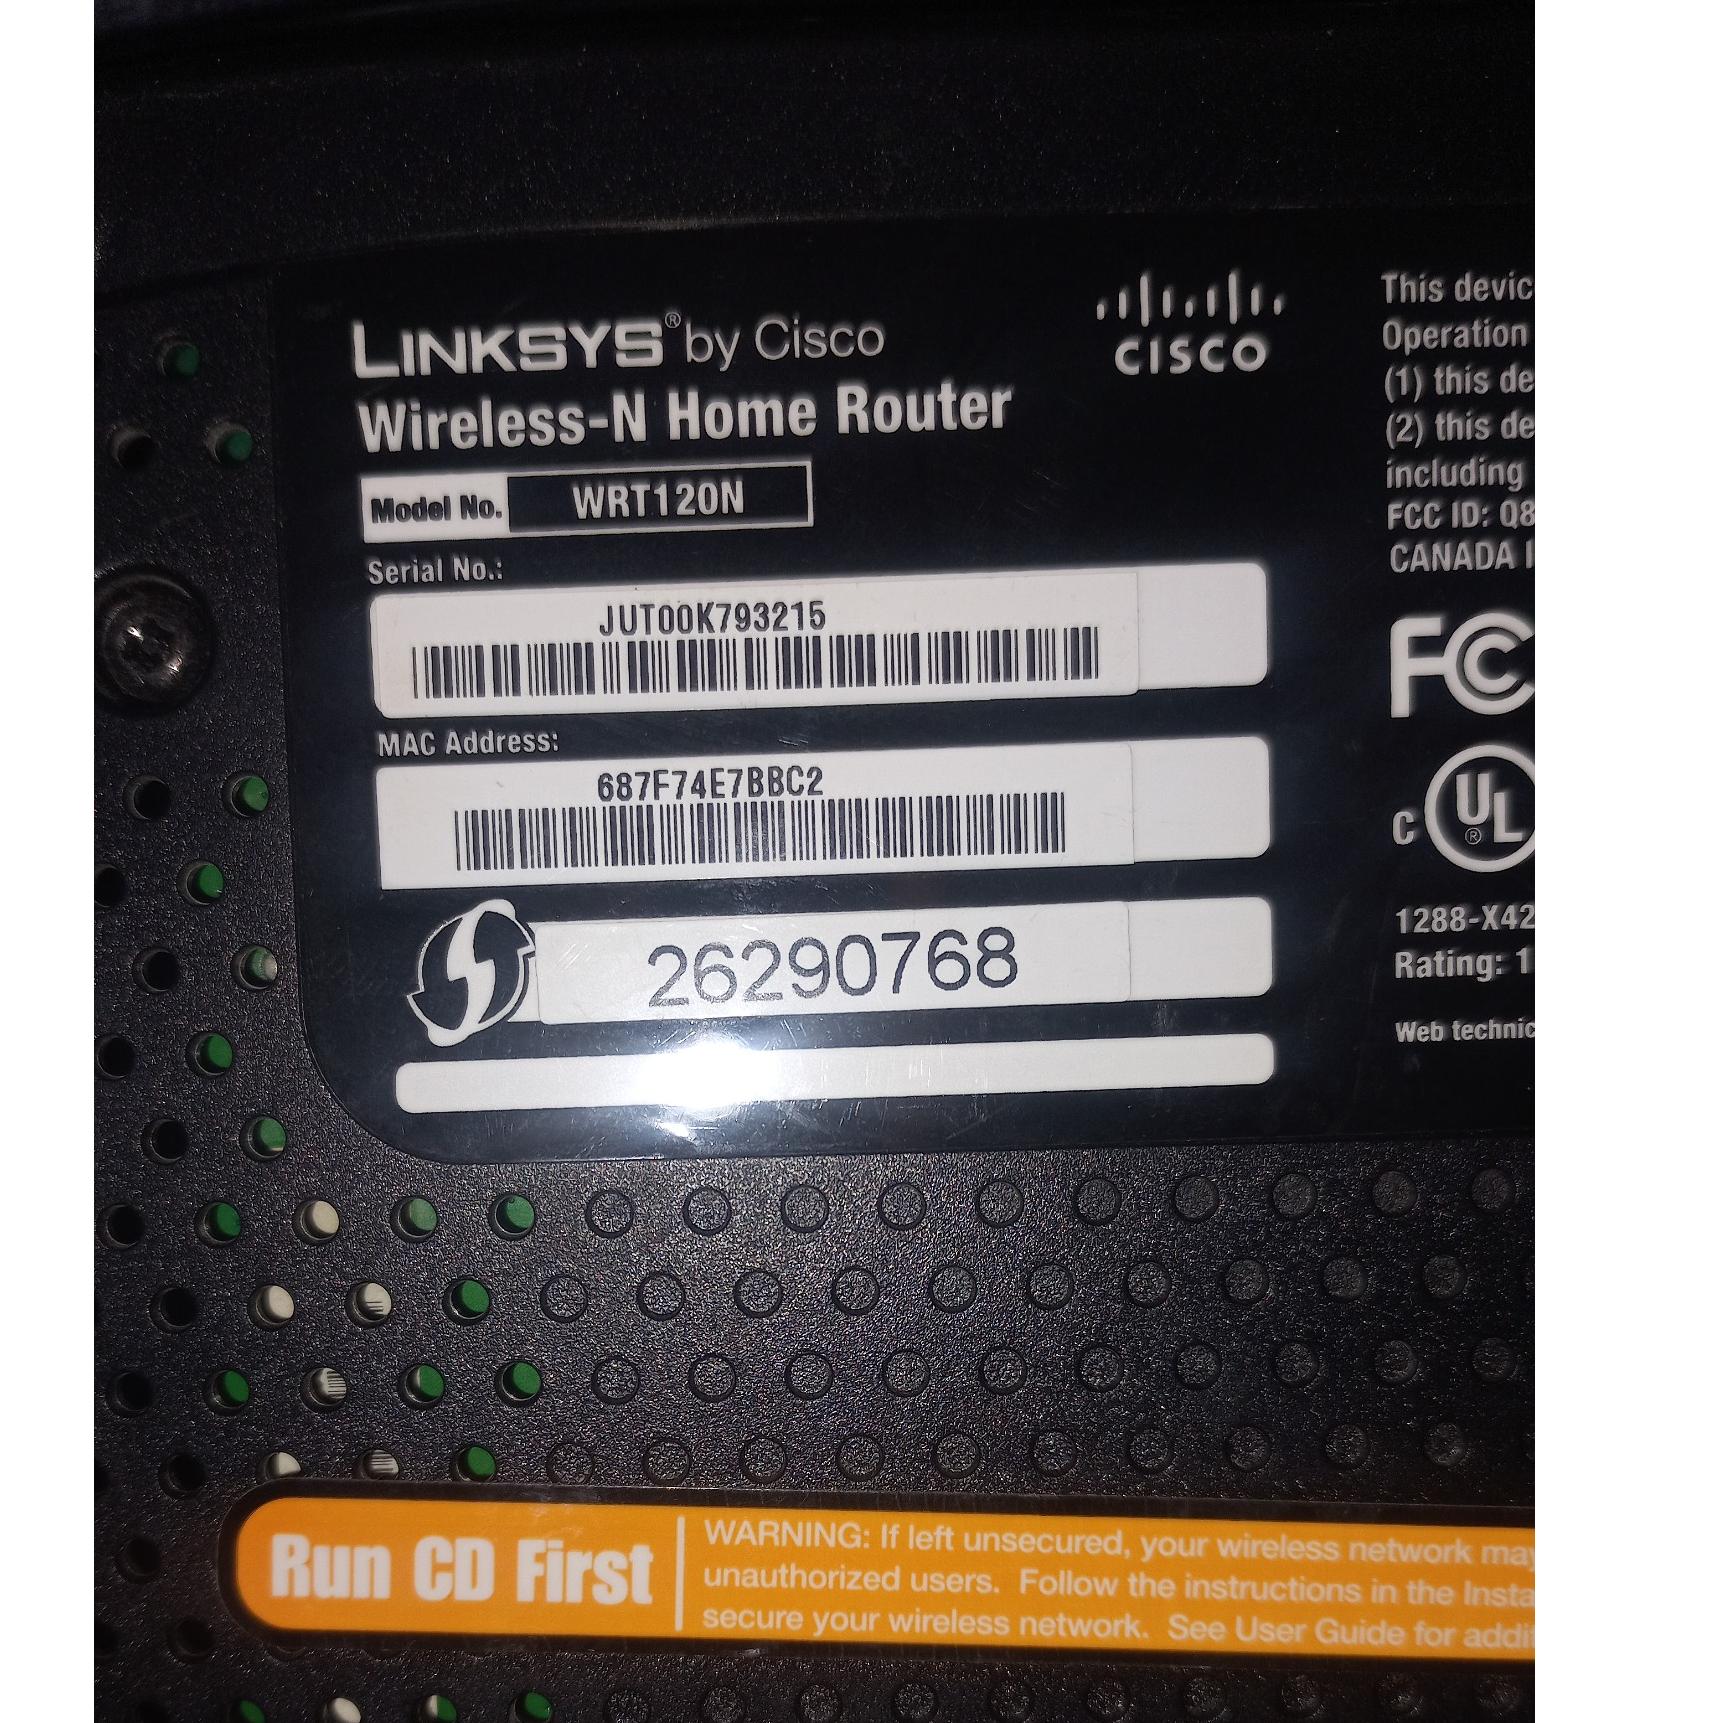 LINKSYS® by Cisco
CISCO
Wireless-N Home Router
Model No. WRT120N
Serial No.:
JUT00K793215
MAC Address:
687F74E7BBC2
26290768
This devic
Operation
(1) this de
(2) this de
including
FCC ID: Q8
CANADA I
FC
C UL ®
1288-X42
Rating: 1
Web technic
Run CD First
WARNING: If left unsecured, your wireless network may
unauthorized users. Follow the instructions in the Insta
secure your wireless network. See User Guide for addit